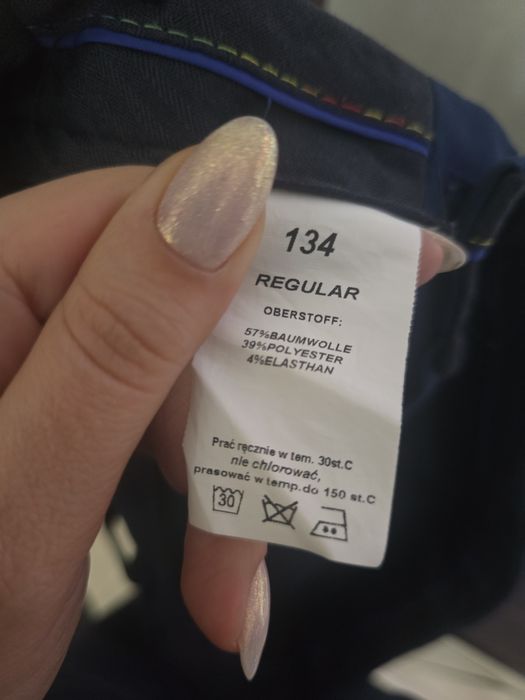 134
REGULAR
OBERSTOFF:
57%BAUMWOLLE
39%POLYESTER
4%ELASTHAN
Prać ręcznie w tem. 30st.C
nie chlorować,
prasować w temp.do 150 st.C
30